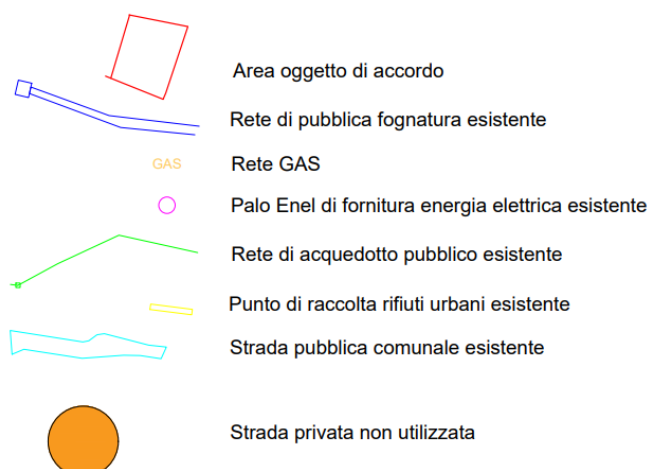 Area oggetto di accordo
Rete di pubblica fognatura esistente
GAS Rete GAS
Palo Enel di fornitura energia elettrica esistente
Rete di acquedotto pubblico esistente
Punto di raccolta rifiuti urbani esistente
Strada pubblica comunale esistente
Strada privata non utilizzata